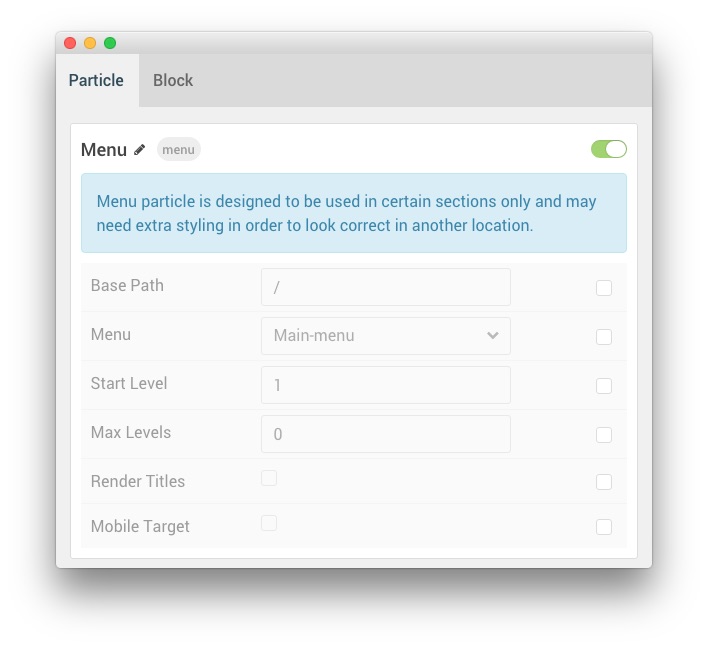 Particle Block
Menu menu
Menu particle is designed to be used in certain sections only and may
need extra styling in order to look correct in another location.
Base Path /
Menu Main-menu
Start Level 1
Max Levels 0
Render Titles
Mobile Target